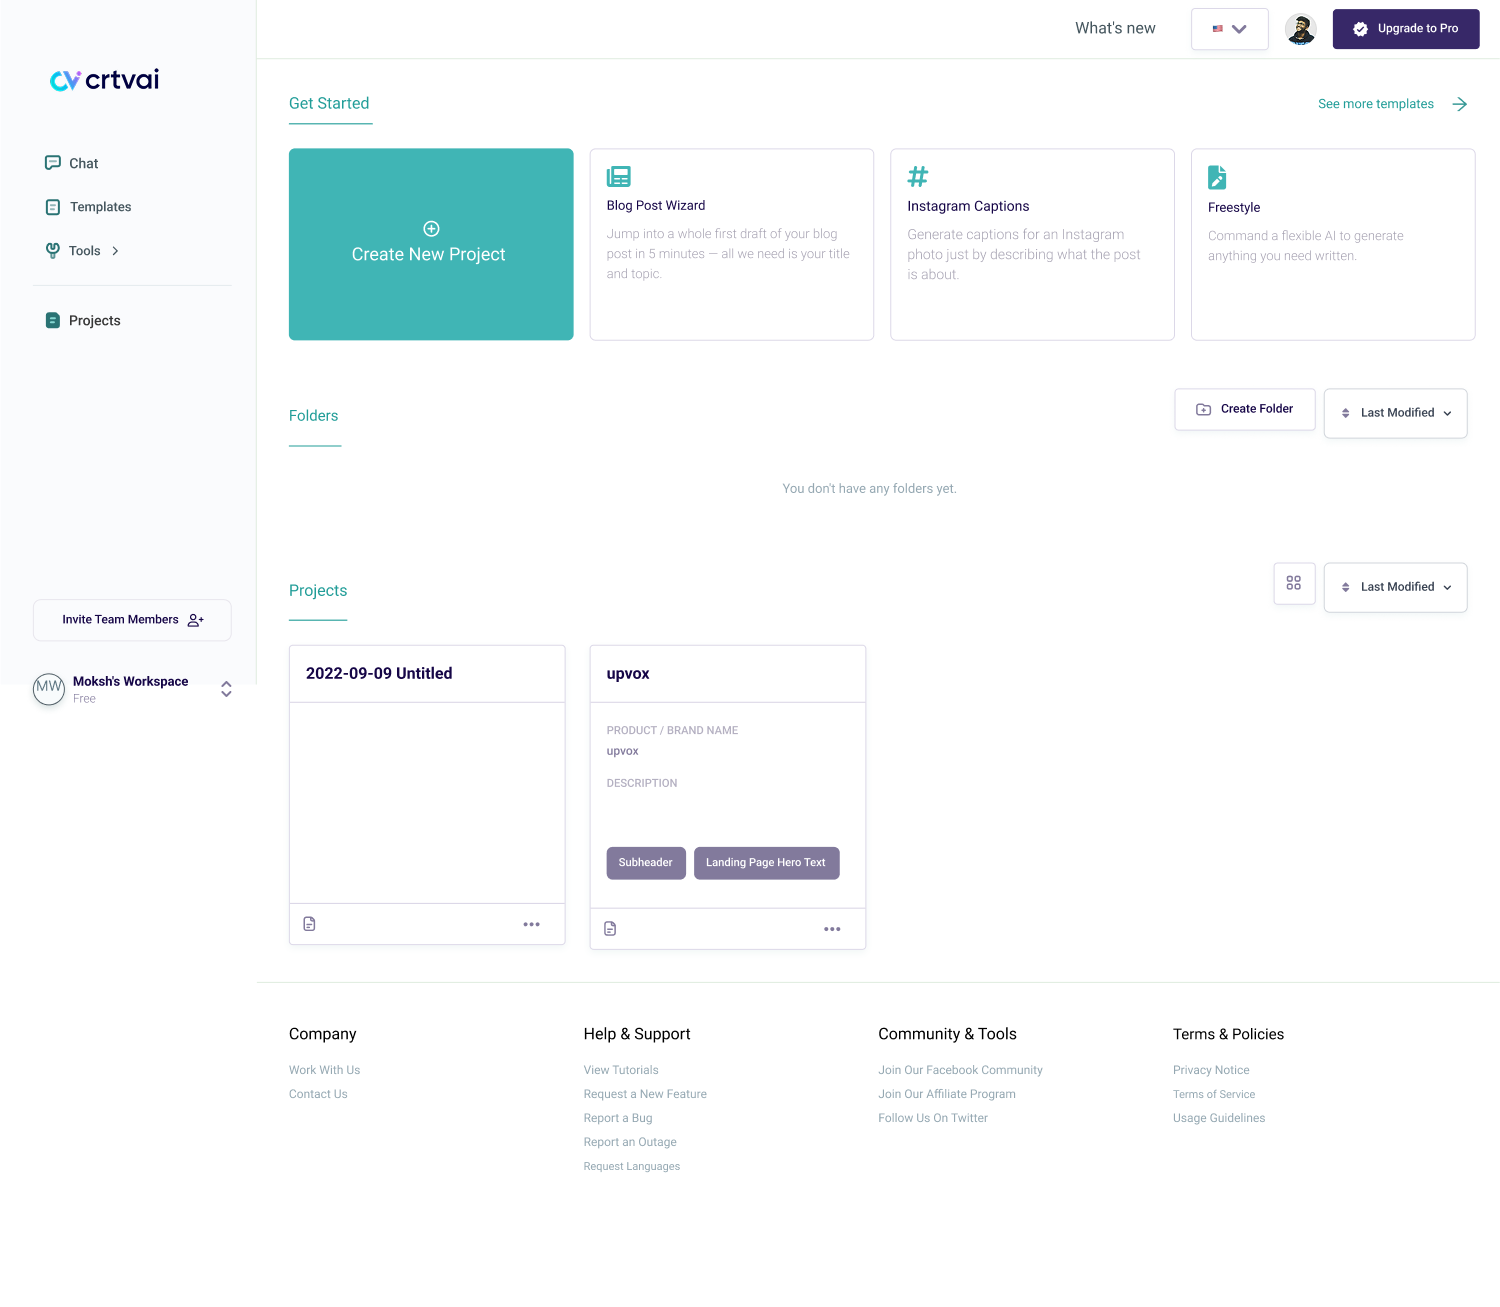 crtvai
Chat
Templates
Tools
Projects
Invite Team Members
MW
Moksh's Workspace
Free
What's new
Upgrade to Pro
Get Started
See more templates
Create New Project
Blog Post Wizard
Jump into a whole first draft of your blog
post in 5 minutes — all we need is your title
and topic.
Instagram Captions
Generate captions for an Instagram
photo just by describing what the post
is about.
Freestyle
Command a flexible AI to generate
anything you need written.
Folders
Create Folder
Last Modified
You don't have any folders yet.
Projects
Last Modified
2022-09-09 Untitled
upvox
PRODUCT / BRAND NAME
upvox
DESCRIPTION
Subheader
Landing Page Hero Text
Company
Work With Us
Contact Us
Help & Support
View Tutorials
Request a New Feature
Report a Bug
Report an Outage
Request Languages
Community & Tools
Join Our Facebook Community
Join Our Affiliate Program
Follow Us On Twitter
Terms & Policies
Privacy Notice
Terms of Service
Usage Guidelines